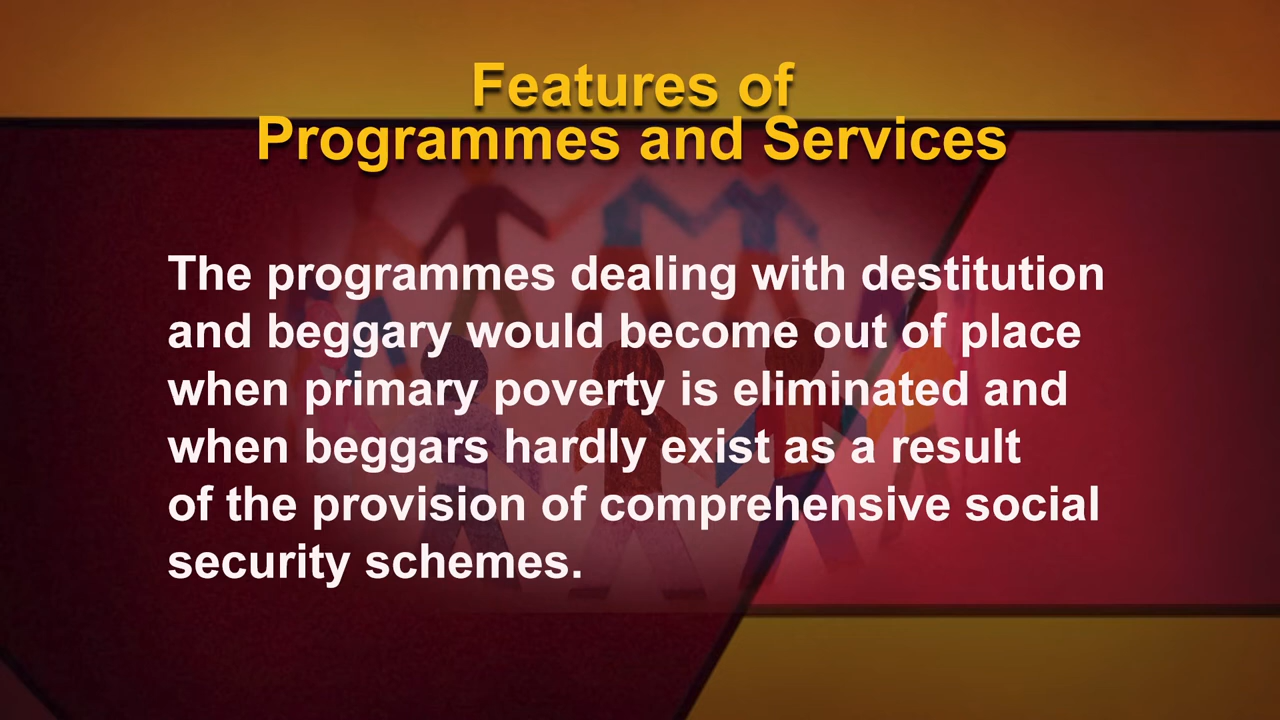 Features of
Programmes and Services
The programmes dealing with destitution
and beggary would become out of place
when primary poverty is eliminated and
when beggars hardly exist as a result
of the provision of comprehensive social
security schemes.